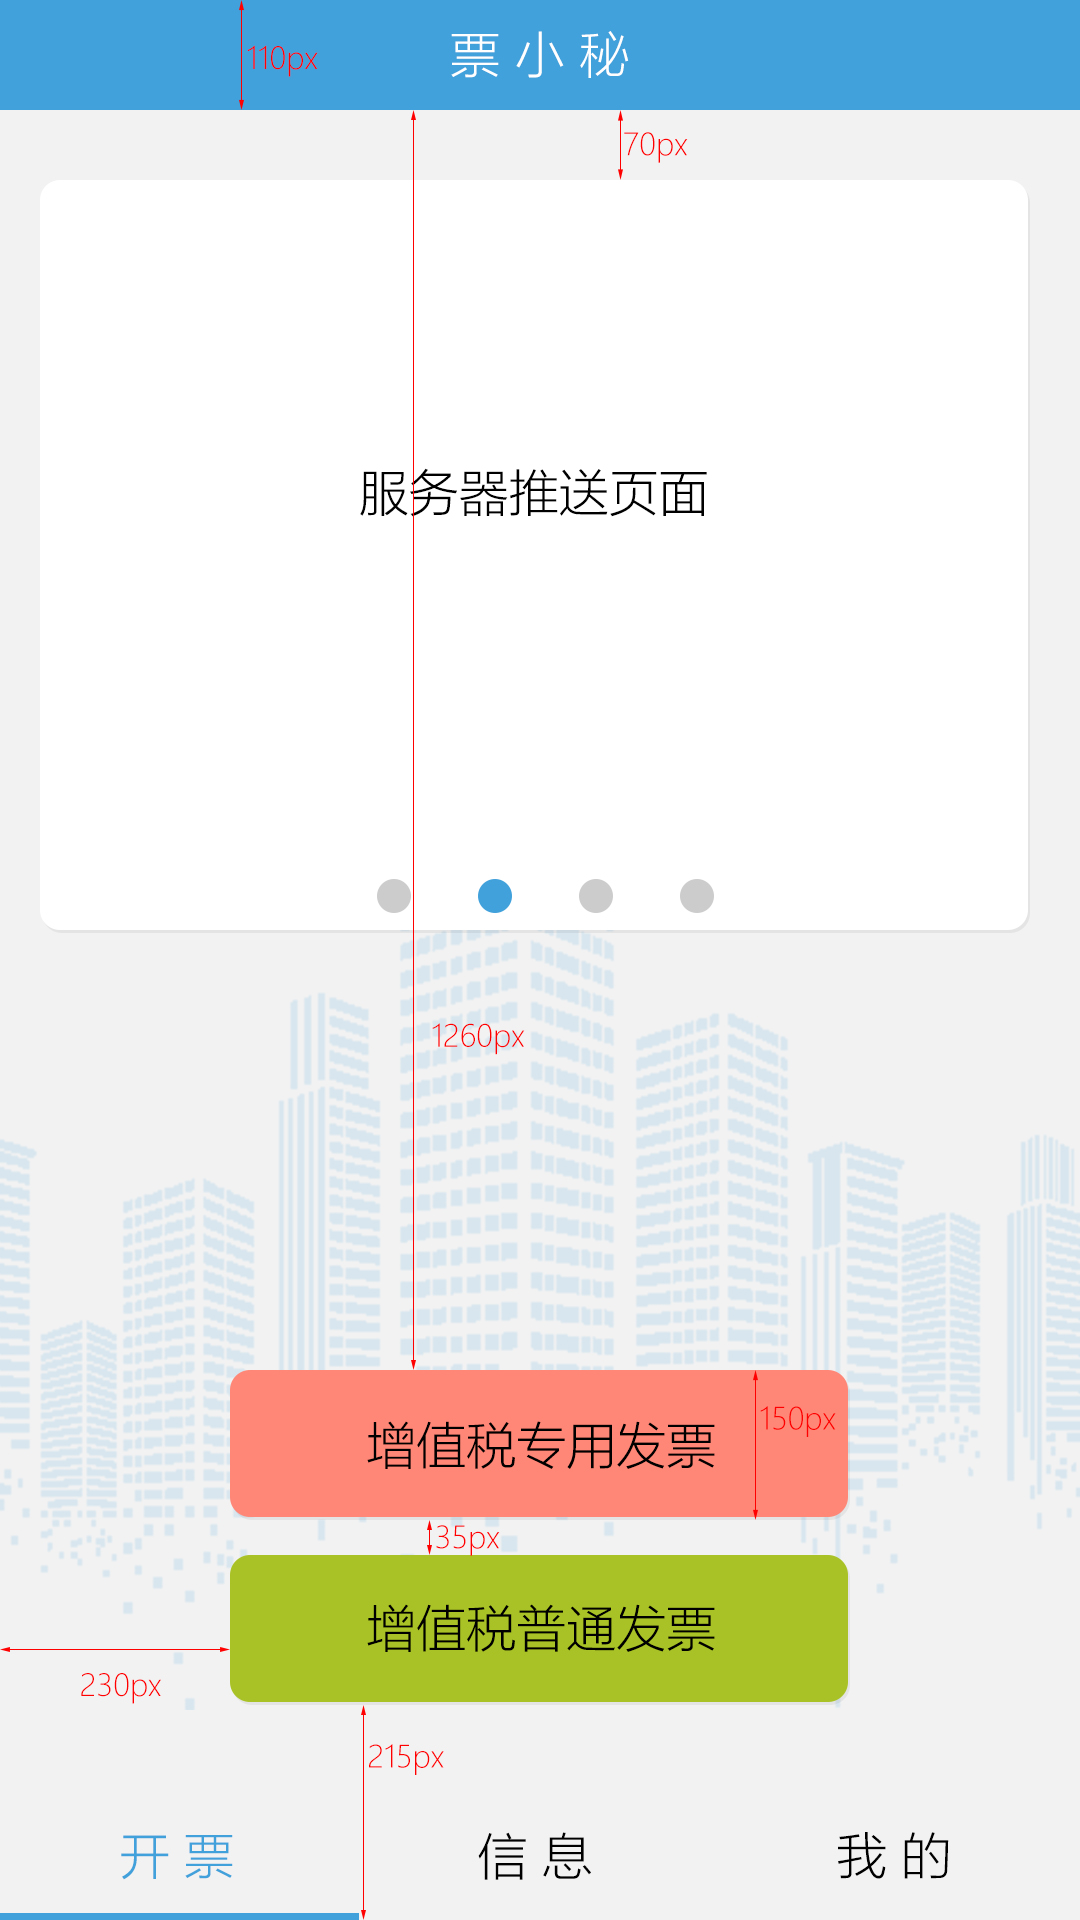 票小秘
110px
70px
服务器推送页面
1260px
增值税专用发票
150px
35px
增值税普通发票
230px
215px
开票
信息
我的